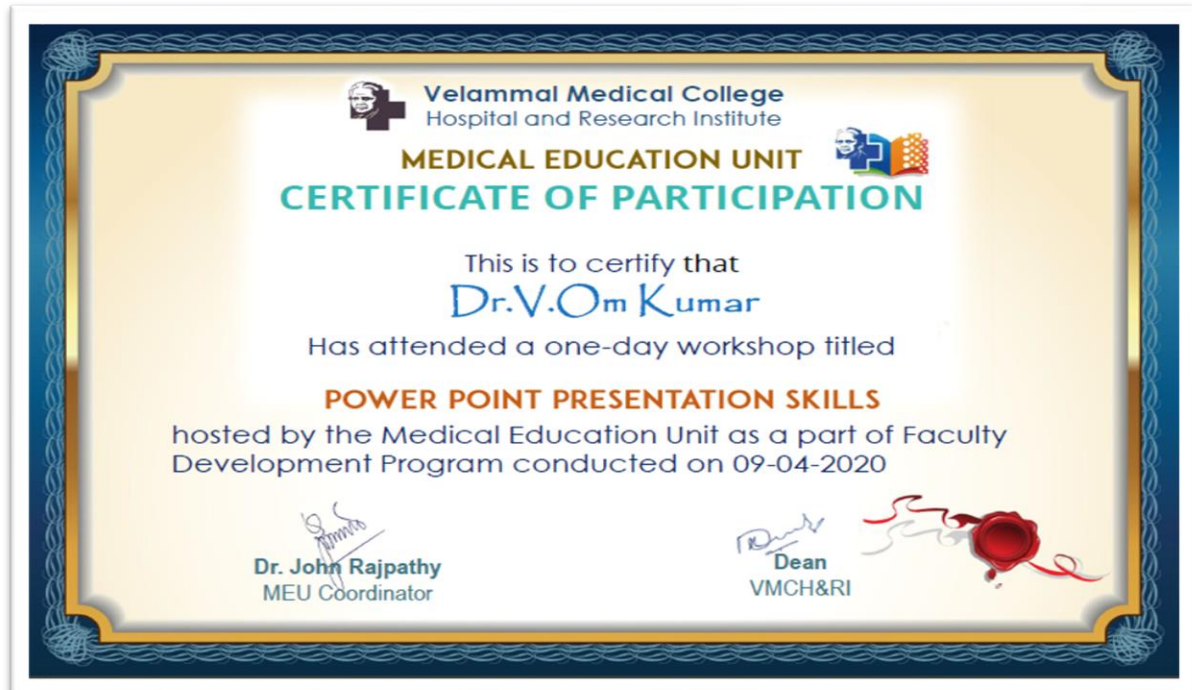 Velammal Medical College
Hospital and Research Institute
MEDICAL EDUCATION UNIT
CERTIFICATE OF PARTICIPATION
This is to certify that
Dr.V.Om Kumar
Has attended a one-day workshop titled
POWER POINT PRESENTATION SKILLS
hosted by the Medical Education Unit as a part of Faculty
Development Program conducted on 09-04-2020
Dr. John Rajpathy
MEU Coordinator
Dean
VMCH&RI